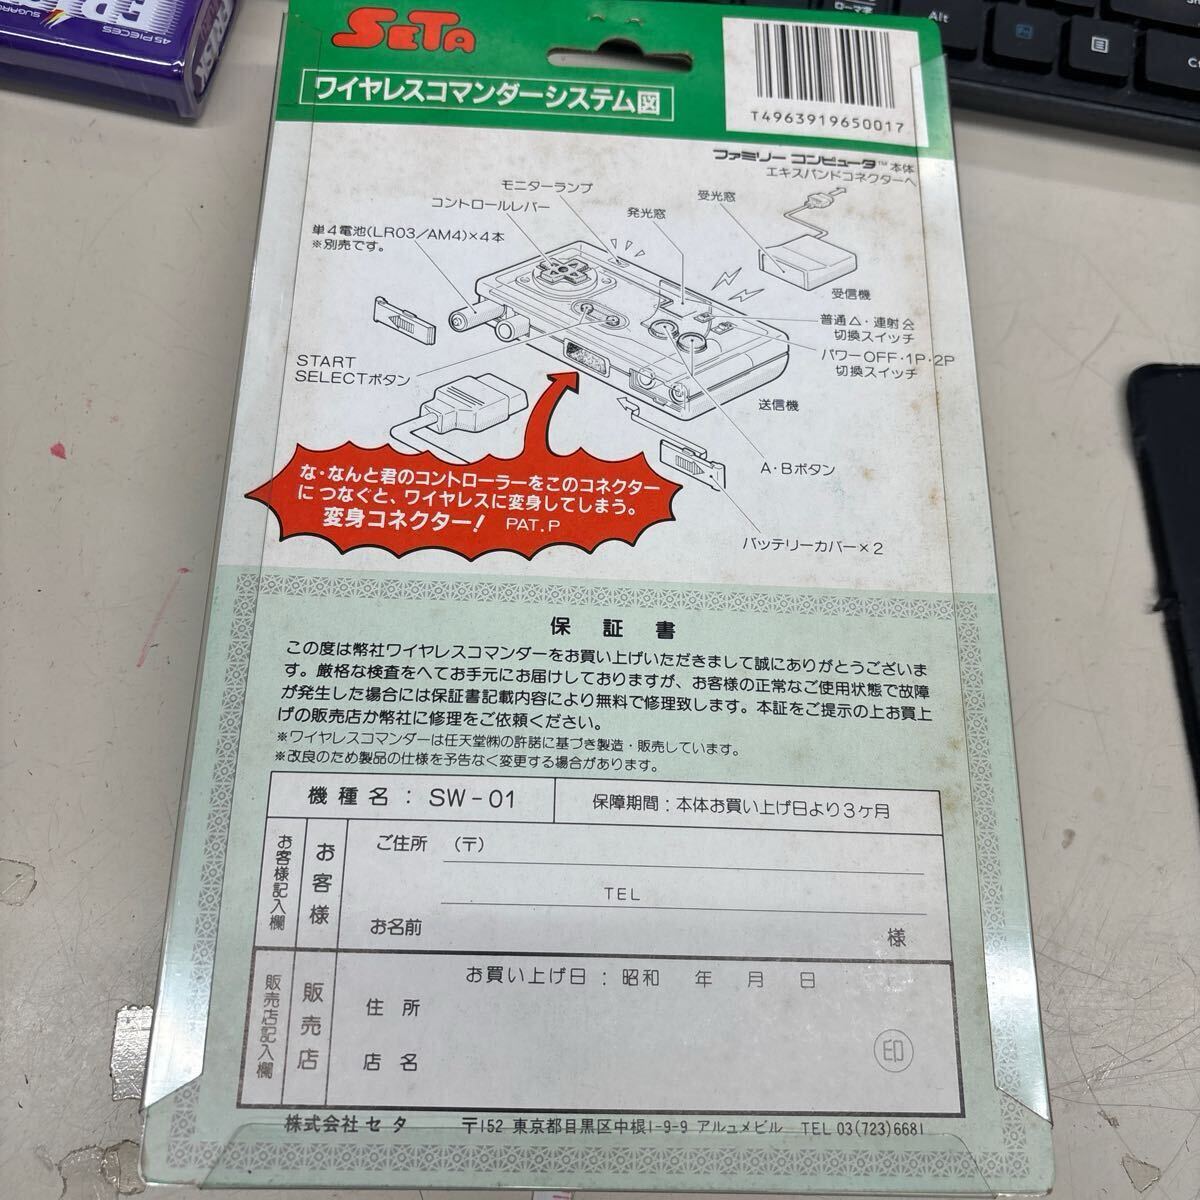 SETA
ワイヤレスコマンダーシステム図
T4963919650017
ファミリー コンピュータ™本体
エキスパンドコネクターへ
モニターランプ
コントロールレバー
発光窓
受光窓
単4電池(LR03/AM4)×4本
※別売です。
受信機
普通△・連射
切換スイッチ
パワーOFF・1P・2P
切換スイッチ
START
SELECTボタン
送信機
A・Bボタン
バッテリーカバー×2
な・なんと君のコントローラーをこのコネクター
につなぐと、ワイヤレスに変身してしまう。
変身コネクター! PAT.P
保証書
この度は弊社ワイヤレスコマンダーをお買い上げいただきまして誠にありがとうございま
す。厳格な検査をへてお手元にお届けしておりますが、お客様の正常なご使用状態で故障
が発生した場合には保証書記載内容により無料で修理致します。本証をご提示の上お買上
げの販売店か弊社に修理をご依頼ください。
※ワイヤレスコマンダーは任天堂㈱の許諾に基づき製造・販売しています。
※改良のため製品の仕様を予告なく変更する場合があります。
機種名：SW-01
保障期間：本体お買い上げ日より3ヶ月
お客様記入欄
お客様
ご住所 (〒)
TEL
お名前
様
販売店記入欄
販売店
お買い上げ日：昭和 年 月 日
住所
店名
印
株式会社セタ 〒152 東京都目黒区中根1-9-9 アルュメビル TEL 03(723)6681
45 PIECES
ローマ字
Alt